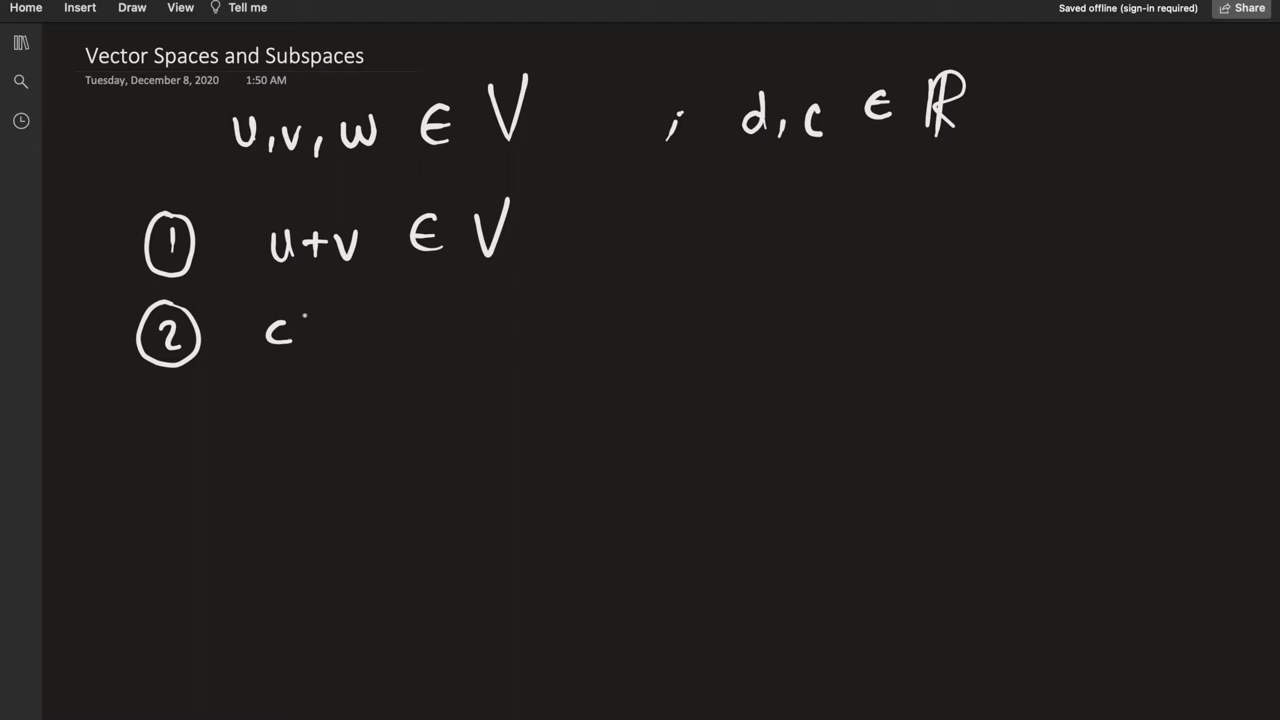 Home Insert Draw View Tell me Saved offline (sign-in required) Share
Vector Spaces and Subspaces
Tuesday, December 8, 2020 1:50 AM
u, v, w ∈ V ; d, c ∈ ℝ
① u+v ∈ V
② c